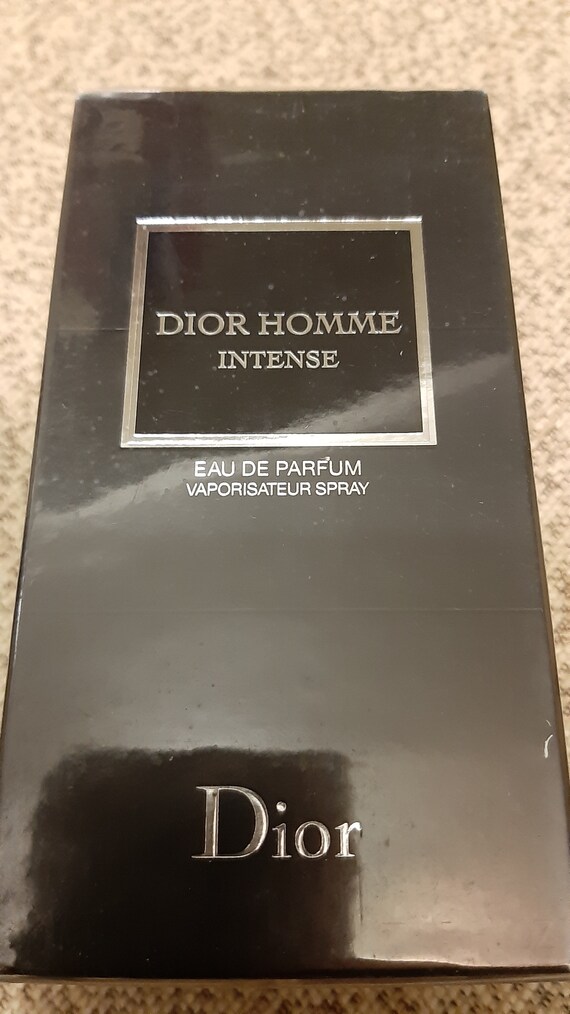 DIOR HOMME
INTENSE
EAU DE PARFUM
VAPORISATEUR SPRAY
Dior